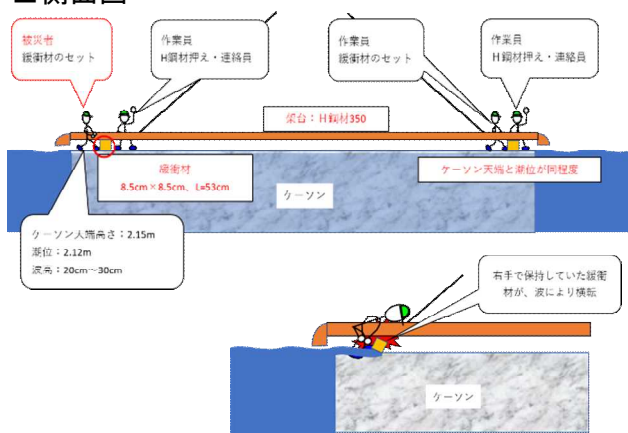 被災者
緩衝材のセット
作業員
H鋼材押え・連絡員
作業員
緩衝材のセット
作業員
H鋼材押え・連絡員
架台：H鋼材350
緩衝材
8.5cm×8.5cm、L=53cm
ケーソン
ケーソン天端と潮位が同程度
ケーソン天端高さ：2.15m
潮位：2.12m
波高：20cm～30cm
右手で保持していた緩衝
材が、波により横転
ケーソン